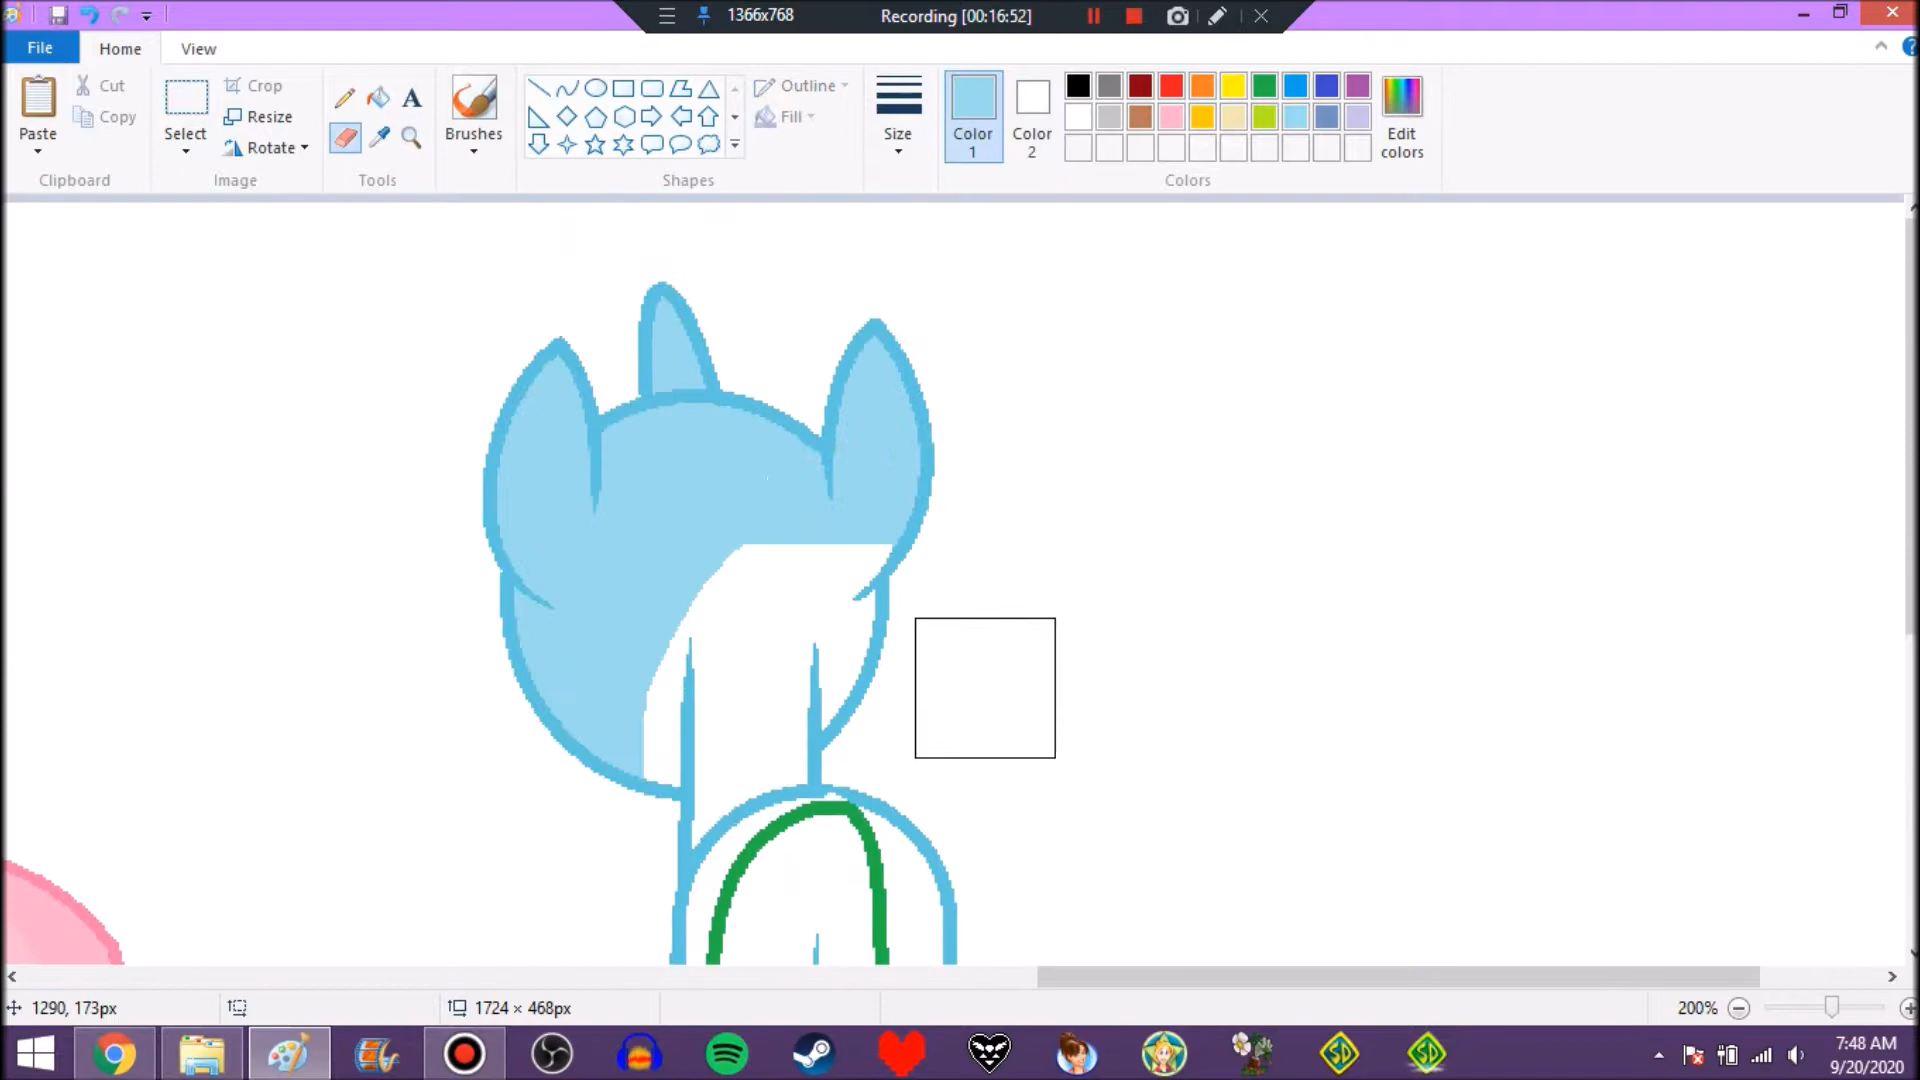 1366x768 Recording [00:16:52]
File Home View
Paste Cut Copy Clipboard
Select Crop Resize Rotate Image
Tools
Brushes
Outline Fill Shapes
Size
Color 1 Color 2
Edit colors
Colors
1290, 173px 1724 × 468px 200%
SD SD
7:48 AM
9/20/2020